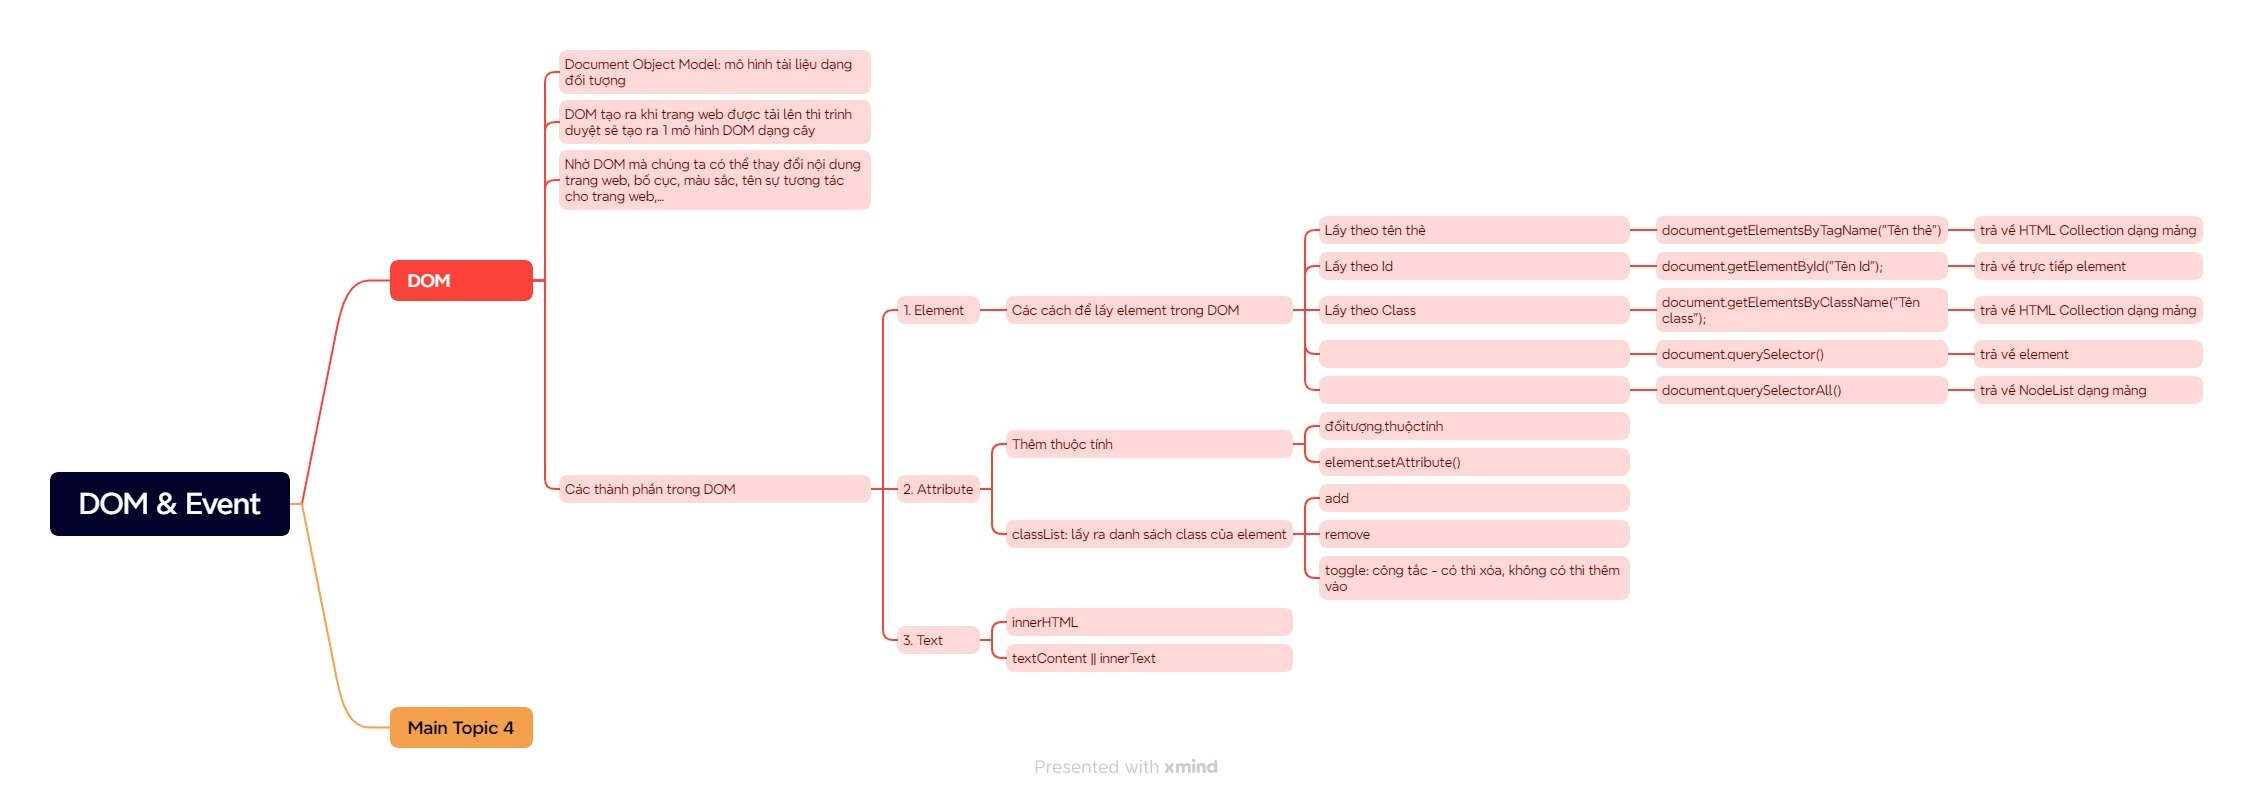 DOM & Event
DOM
Document Object Model: mô hình tài liệu dạng
đối tượng
DOM tạo ra khi trang web được tải lên thì trình
duyệt sẽ tạo ra 1 mô hình DOM dạng cây
Nhờ DOM mà chúng ta có thể thay đổi nội dung
trang web, bố cục, màu sắc, tên sự tương tác
cho trang web,...
Các thành phần trong DOM
1. Element
Các cách để lấy element trong DOM
Lấy theo tên thẻ
document.getElementsByTagName("Tên thẻ")
trả về HTML Collection dạng mảng
Lấy theo Id
document.getElementById("Tên Id");
trả về trực tiếp element
Lấy theo Class
document.getElementsByClassName("Tên
class");
trả về HTML Collection dạng mảng
document.querySelector()
trả về element
document.querySelectorAll()
trả về NodeList dạng mảng
2. Attribute
Thêm thuộc tính
đốitượng.thuộctính
element.setAttribute()
classList: lấy ra danh sách class của element
add
remove
toggle: công tắc - có thì xóa, không có thì thêm
vào
3. Text
innerHTML
textContent || innerText
Main Topic 4
Presented with xmind